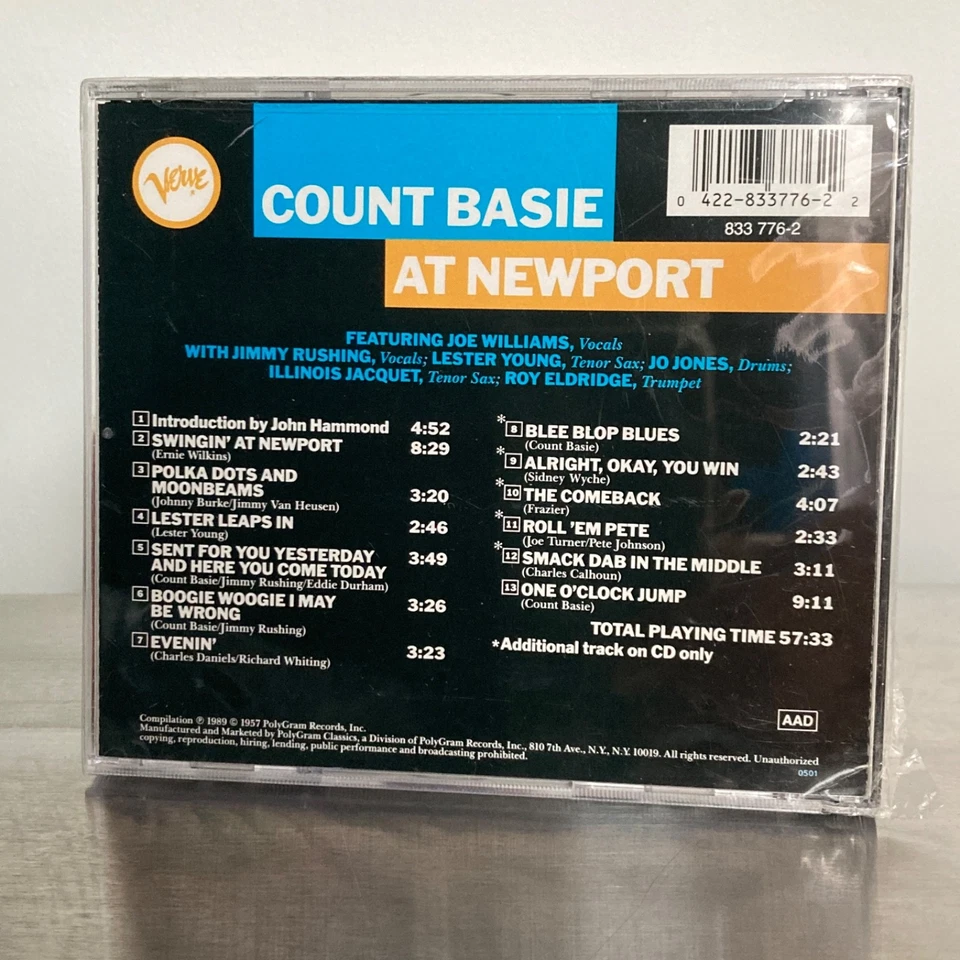 Verve
COUNT BASIE
AT NEWPORT
0 422-833776-2 2
833 776-2
FEATURING JOE WILLIAMS, Vocals
WITH JIMMY RUSHING, Vocals; LESTER YOUNG, Tenor Sax; JO JONES, Drums;
ILLINOIS JACQUET, Tenor Sax; ROY ELDRIDGE, Trumpet
1 Introduction by John Hammond 4:52
2 SWINGIN' AT NEWPORT 8:29
(Ernie Wilkins)
3 POLKA DOTS AND
MOONBEAMS 3:20
(Johnny Burke/Jimmy Van Heusen)
4 LESTER LEAPS IN 2:46
(Lester Young)
5 SENT FOR YOU YESTERDAY
AND HERE YOU COME TODAY 3:49
(Count Basie/Jimmy Rushing/Eddie Durham)
6 BOOGIE WOOGIE I MAY
BE WRONG 3:26
(Count Basie/Jimmy Rushing)
7 EVENIN' 3:23
(Charles Daniels/Richard Whiting)
*8 BLEE BLOP BLUES 2:21
(Count Basie)
*9 ALRIGHT, OKAY, YOU WIN 2:43
(Sidney Wyche)
*10 THE COMEBACK 4:07
(Frazier)
*11 ROLL 'EM PETE 2:33
(Joe Turner/Pete Johnson)
*12 SMACK DAB IN THE MIDDLE 3:11
(Charles Calhoun)
13 ONE O'CLOCK JUMP 9:11
(Count Basie)
TOTAL PLAYING TIME 57:33
*Additional track on CD only
AAD
Compilation ℗ 1989 © 1957 PolyGram Records, Inc.
Manufactured and Marketed by PolyGram Classics, a Division of PolyGram Records, Inc., 810 7th Ave., N.Y., N.Y. 10019. All rights reserved. Unauthorized
copying, reproduction, hiring, lending, public performance and broadcasting prohibited.
0501